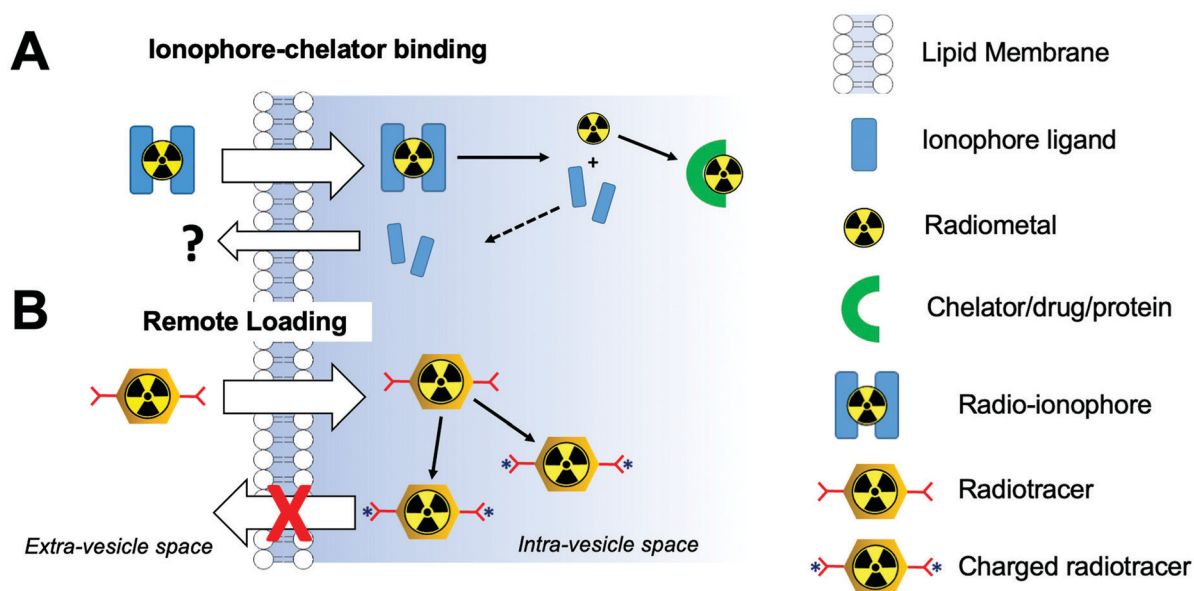 A
Ionophore-chelator binding
+
?
B
Remote Loading
* *
* *
Extra-vesicle space
X
Intra-vesicle space
Lipid Membrane
Ionophore ligand
Radiometal
Chelator/drug/protein
Radio-ionophore
Radiotracer
* *
Charged radiotracer